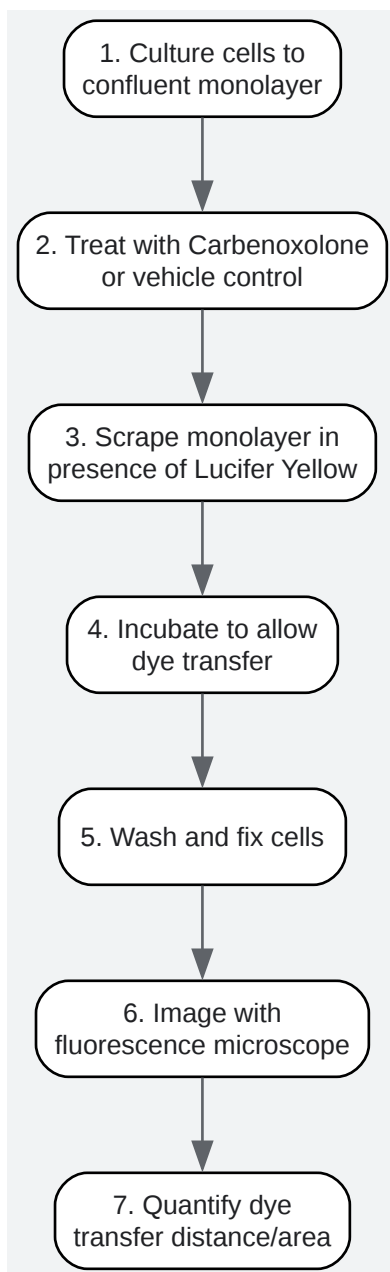 1. Culture cells to
confluent monolayer
2. Treat with Carbenoxolone
or vehicle control
3. Scrape monolayer in
presence of Lucifer Yellow
4. Incubate to allow
dye transfer
5. Wash and fix cells
6. Image with
fluorescence microscope
7. Quantify dye
transfer distance/area